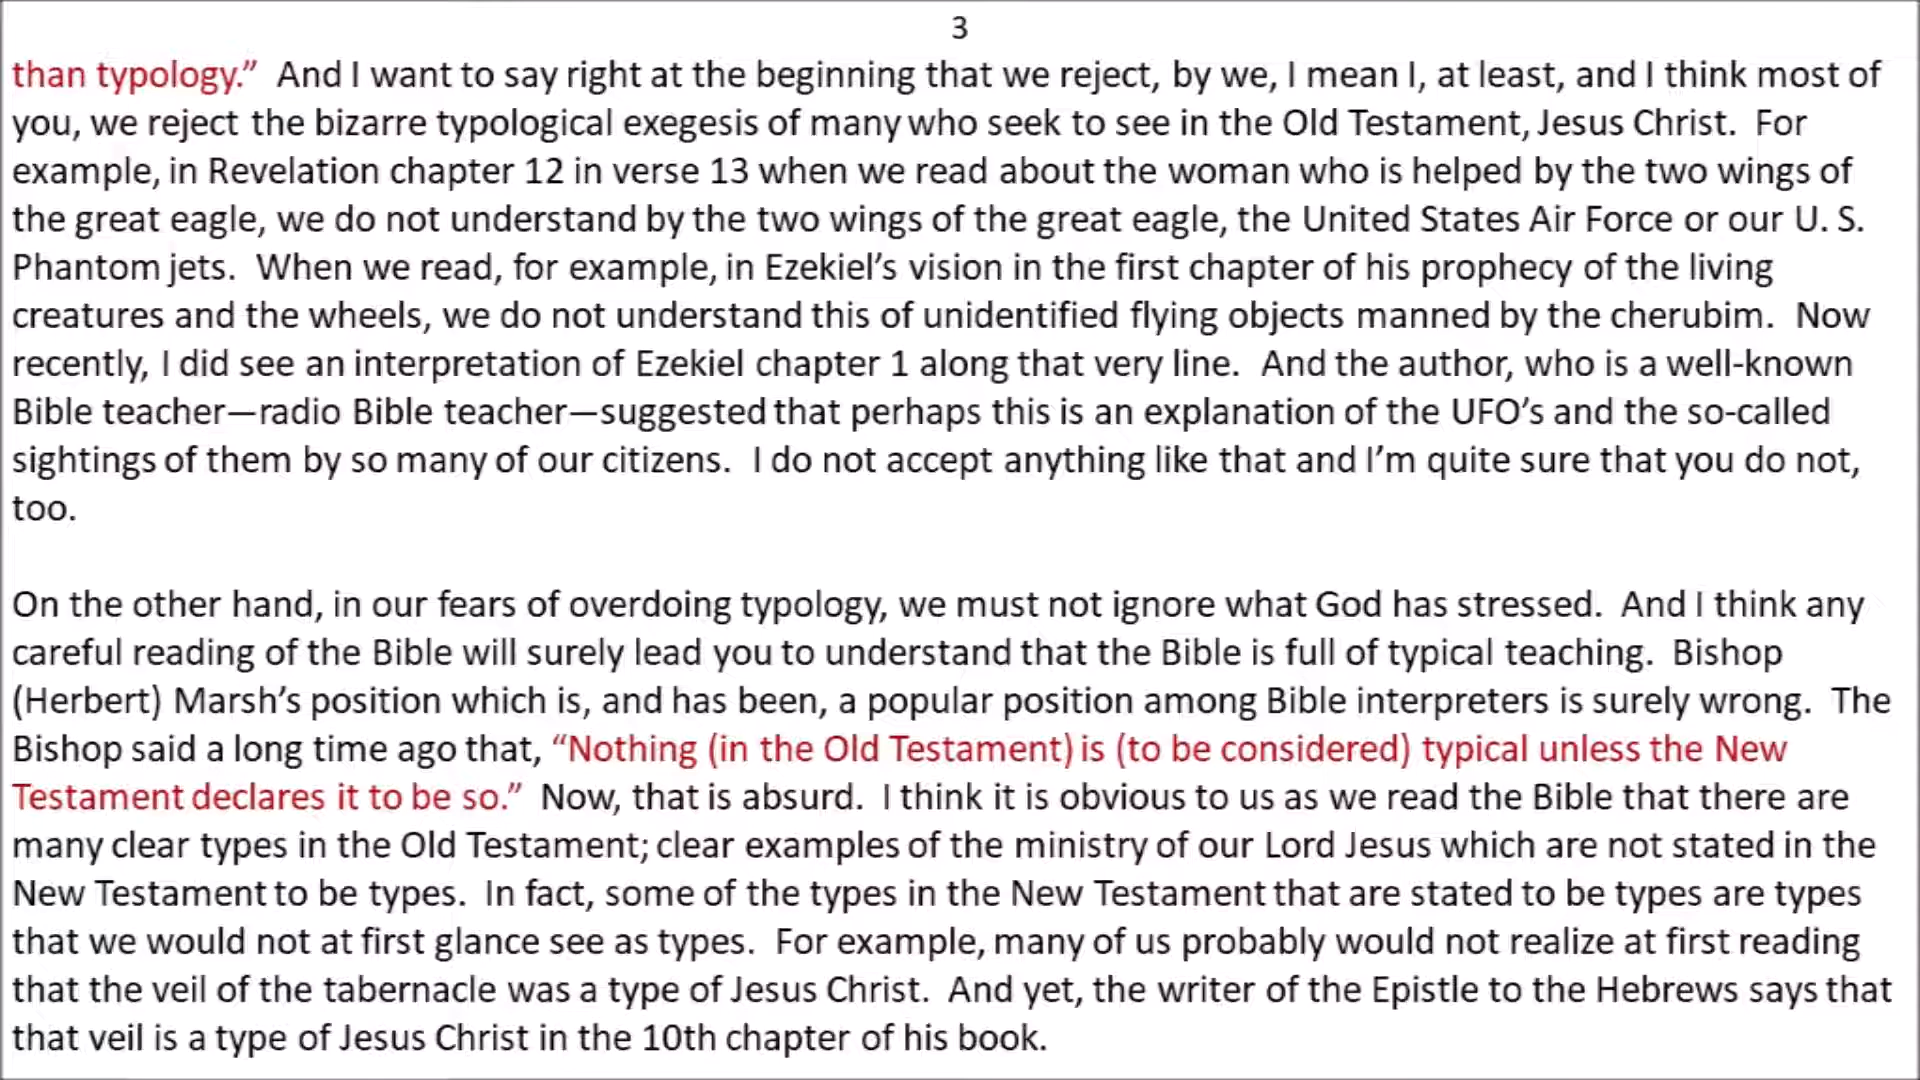 3
than typology.”  And I want to say right at the beginning that we reject, by we, I mean I, at least, and I think most of
you, we reject the bizarre typological exegesis of many who seek to see in the Old Testament, Jesus Christ.  For
example, in Revelation chapter 12 in verse 13 when we read about the woman who is helped by the two wings of
the great eagle, we do not understand by the two wings of the great eagle, the United States Air Force or our U. S.
Phantom jets.  When we read, for example, in Ezekiel’s vision in the first chapter of his prophecy of the living
creatures and the wheels, we do not understand this of unidentified flying objects manned by the cherubim.  Now
recently, I did see an interpretation of Ezekiel chapter 1 along that very line.  And the author, who is a well-known
Bible teacher—radio Bible teacher—suggested that perhaps this is an explanation of the UFO’s and the so-called
sightings of them by so many of our citizens.  I do not accept anything like that and I’m quite sure that you do not,
too.
On the other hand, in our fears of overdoing typology, we must not ignore what God has stressed.  And I think any
careful reading of the Bible will surely lead you to understand that the Bible is full of typical teaching.  Bishop
(Herbert) Marsh’s position which is, and has been, a popular position among Bible interpreters is surely wrong.  The
Bishop said a long time ago that, “Nothing (in the Old Testament) is (to be considered) typical unless the New
Testament declares it to be so.”  Now, that is absurd.  I think it is obvious to us as we read the Bible that there are
many clear types in the Old Testament; clear examples of the ministry of our Lord Jesus which are not stated in the
New Testament to be types.  In fact, some of the types in the New Testament that are stated to be types are types
that we would not at first glance see as types.  For example, many of us probably would not realize at first reading
that the veil of the tabernacle was a type of Jesus Christ.  And yet, the writer of the Epistle to the Hebrews says that
that veil is a type of Jesus Christ in the 10th chapter of his book.